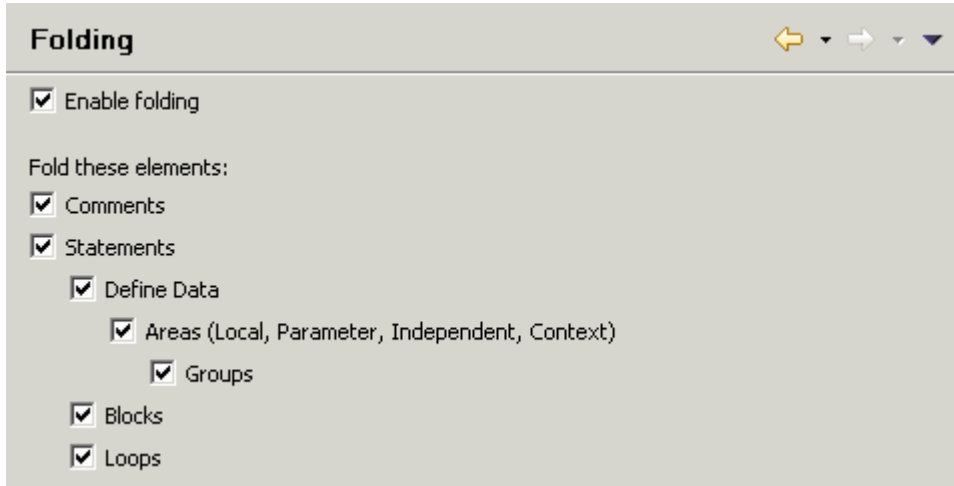 Folding
Enable folding
Fold these elements:
Comments
Statements
Define Data
Areas (Local, Parameter, Independent, Context)
Groups
Blocks
Loops